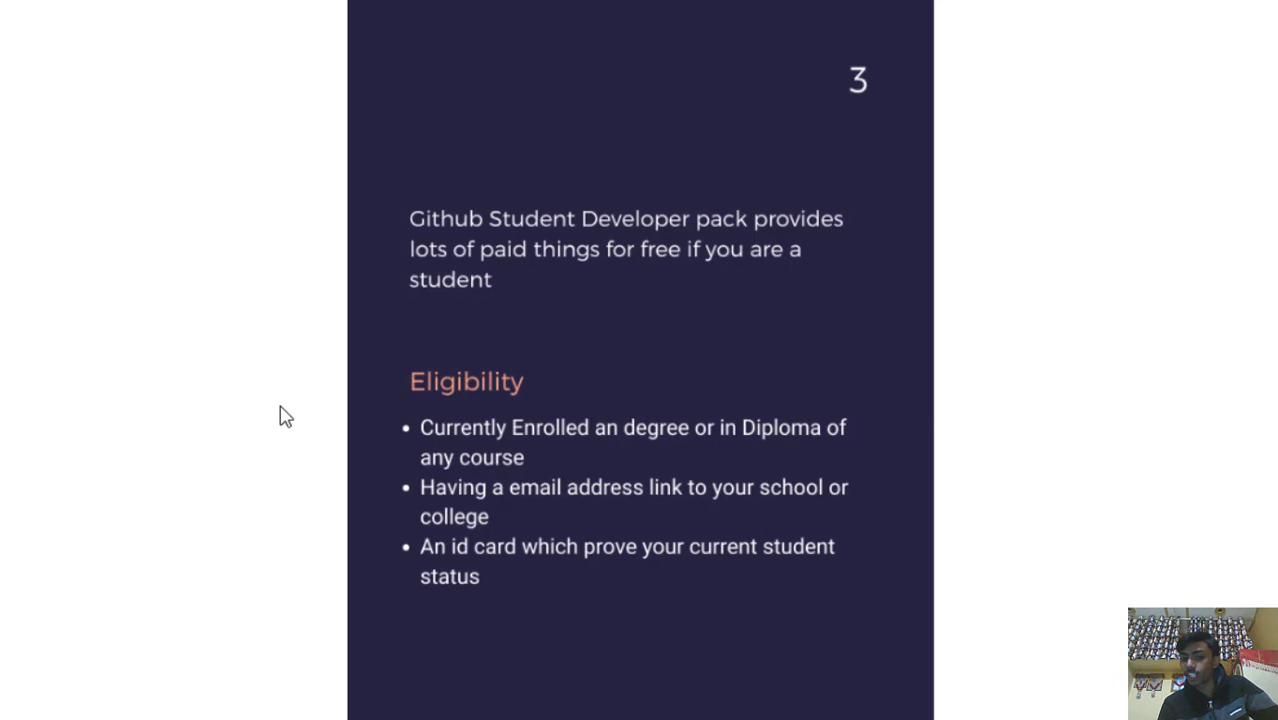 3
Github Student Developer pack provides
lots of paid things for free if you are a
student
Eligibility
• Currently Enrolled an degree or in Diploma of
any course
• Having a email address link to your school or
college
• An id card which prove your current student
status